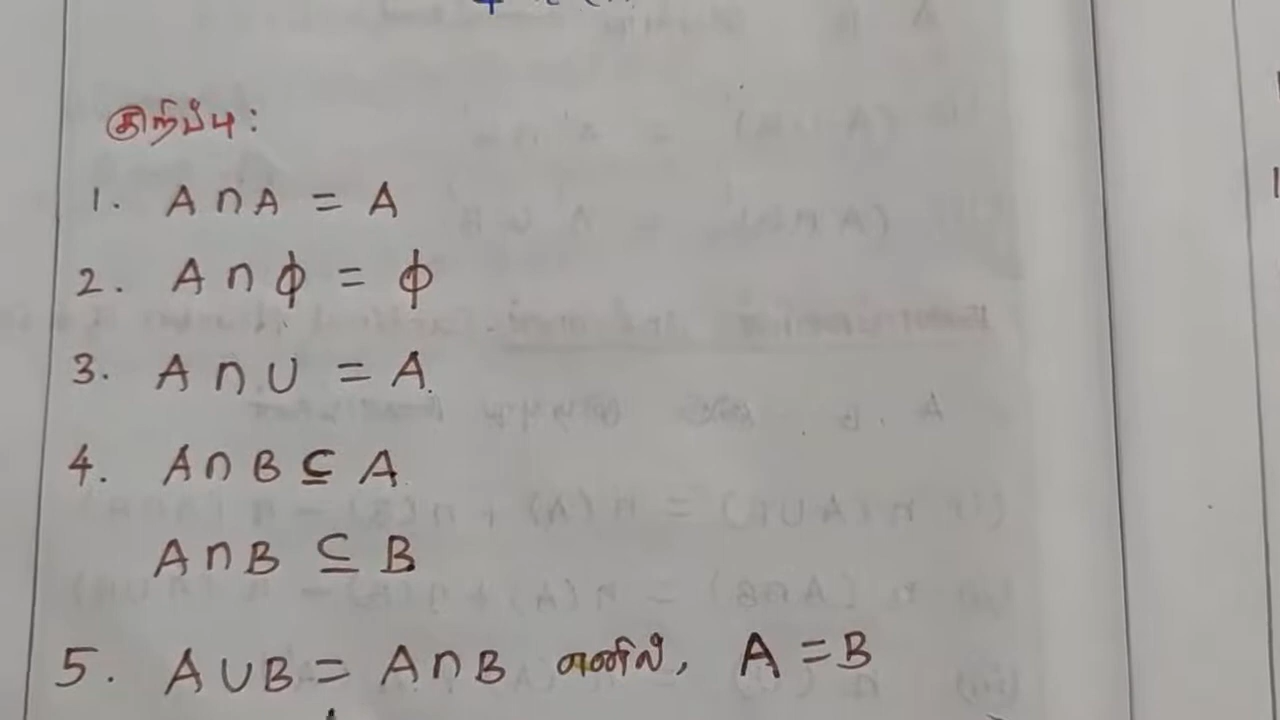 குறிப்பு:
1. A ∩ A = A
2. A ∩ ϕ = ϕ
3. A ∩ U = A.
4. A ∩ B ⊆ A.
A ∩ B ⊆ B
5. A ∪ B = A ∩ B எனில், A = B